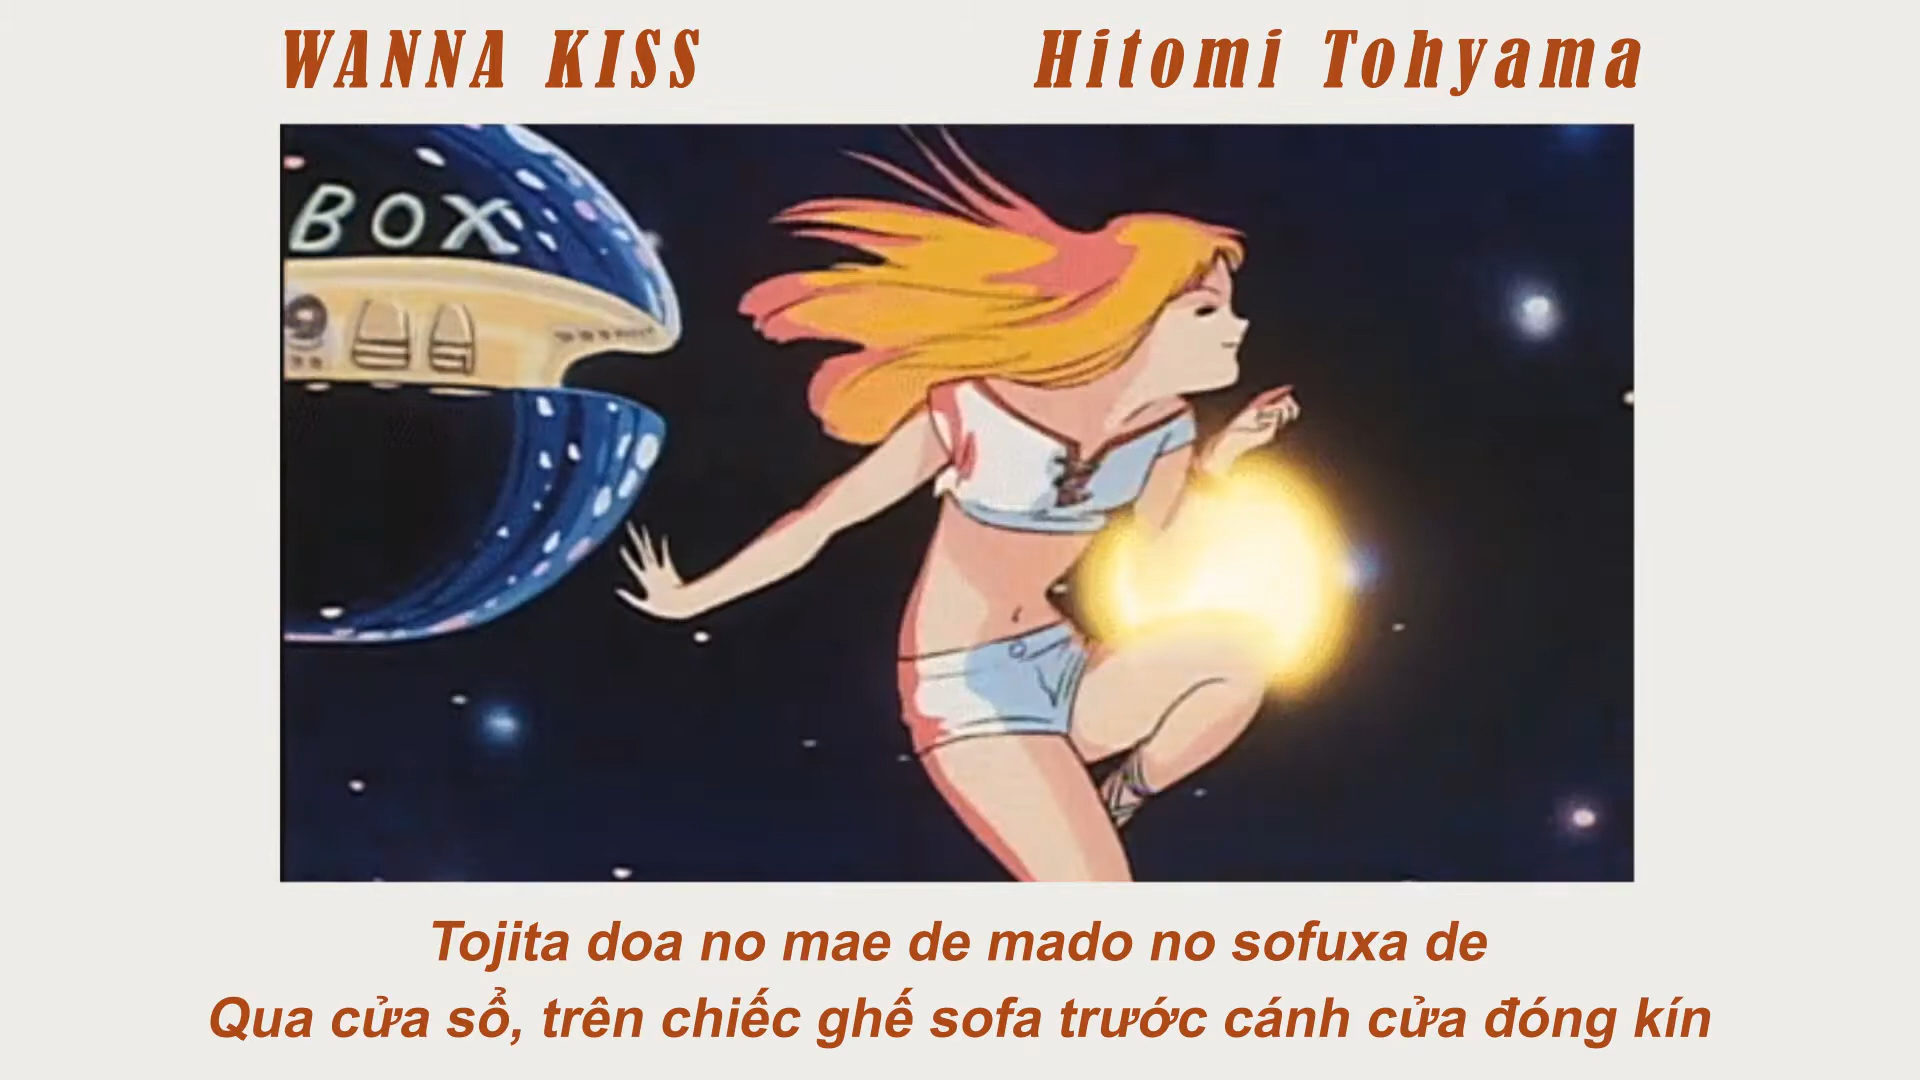 WANNA KISS
Hitomi Tohyama
BOX
Tojita doa no mae de mado no sofuxa de
Qua cửa sổ, trên chiếc ghế sofa trước cánh cửa đóng kín